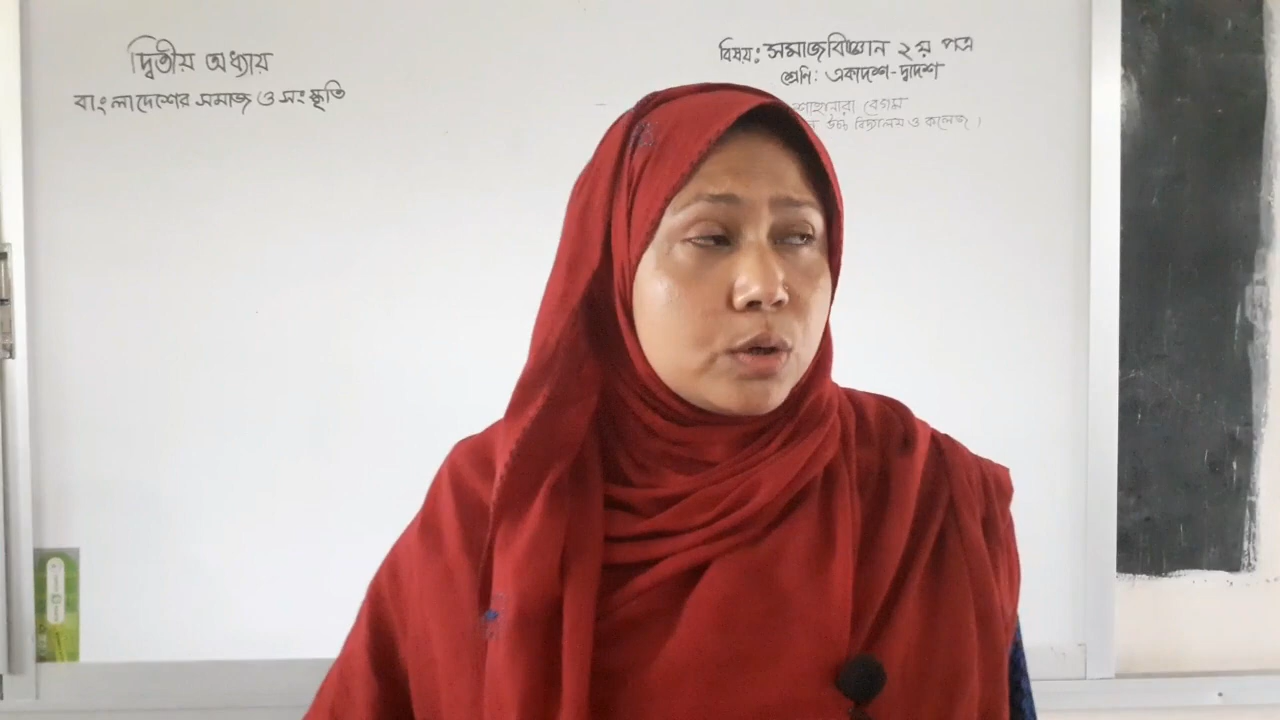 দ্বিতীয় অধ্যায়
বাংলাদেশের সমাজ ও সংস্কৃতি
বিষয়: সমাজবিজ্ঞান ২য় পত্র
শ্রেণি: একাদশ-দ্বাদশ
শাহানারা বেগম
উচ্চ বিদ্যালয় ও কলেজ।